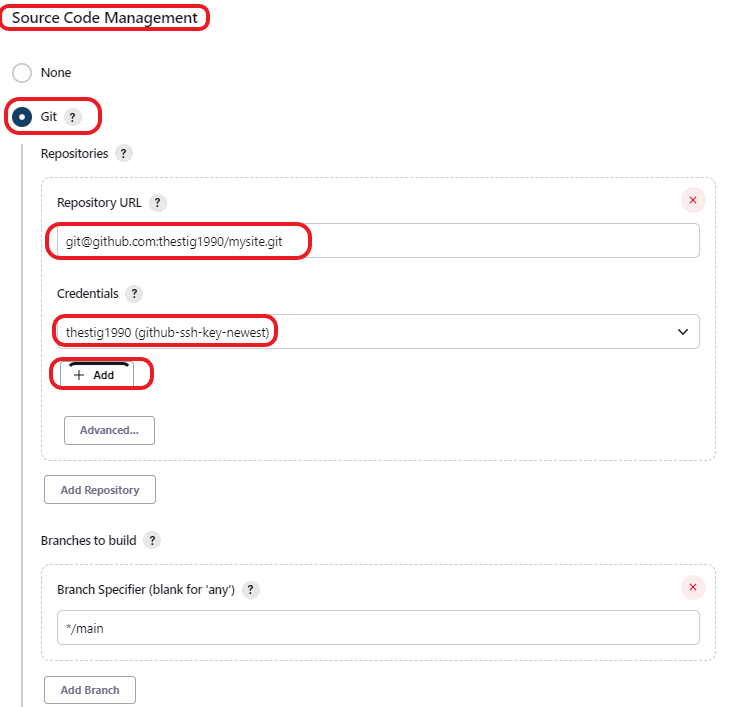 Source Code Management
None
Git ?
Repositories ?
Repository URL ?
git@github.com:thestig1990/mysite.git
Credentials ?
thestig1990 (github-ssh-key-newest)
+ Add
Advanced...
Add Repository
Branches to build ?
Branch Specifier (blank for 'any') ?
*/main
Add Branch